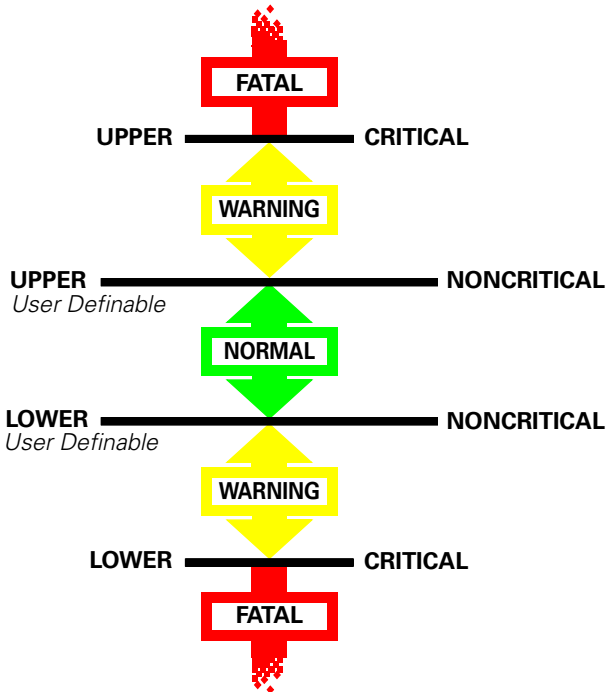 FATAL
UPPER CRITICAL
WARNING
UPPER NONCRITICAL
User Definable
NORMAL
LOWER NONCRITICAL
User Definable
WARNING
LOWER CRITICAL
FATAL